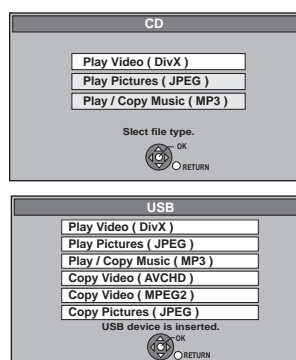 CD
Play Video ( DivX )
Play Pictures ( JPEG )
Play / Copy Music ( MP3 )
Slect file type.
OK
RETURN
USB
Play Video ( DivX )
Play Pictures ( JPEG )
Play / Copy Music ( MP3 )
Copy Video ( AVCHD )
Copy Video ( MPEG2 )
Copy Pictures ( JPEG )
USB device is inserted.
OK
RETURN